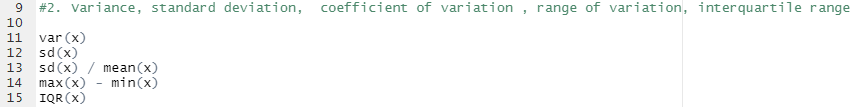 9 #2. Variance, standard deviation,  coefficient of variation , range of variation, interquartile range
10
11 var(x)
12 sd(x)
13 sd(x) / mean(x)
14 max(x) - min(x)
15 IQR(x)